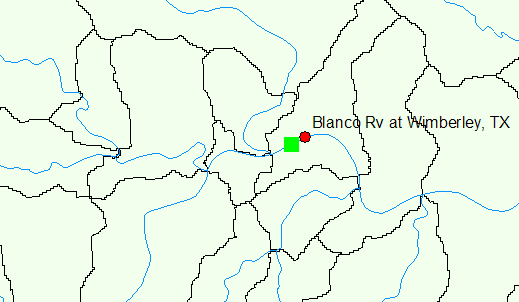 Blanco Rv at Wimberley, TX